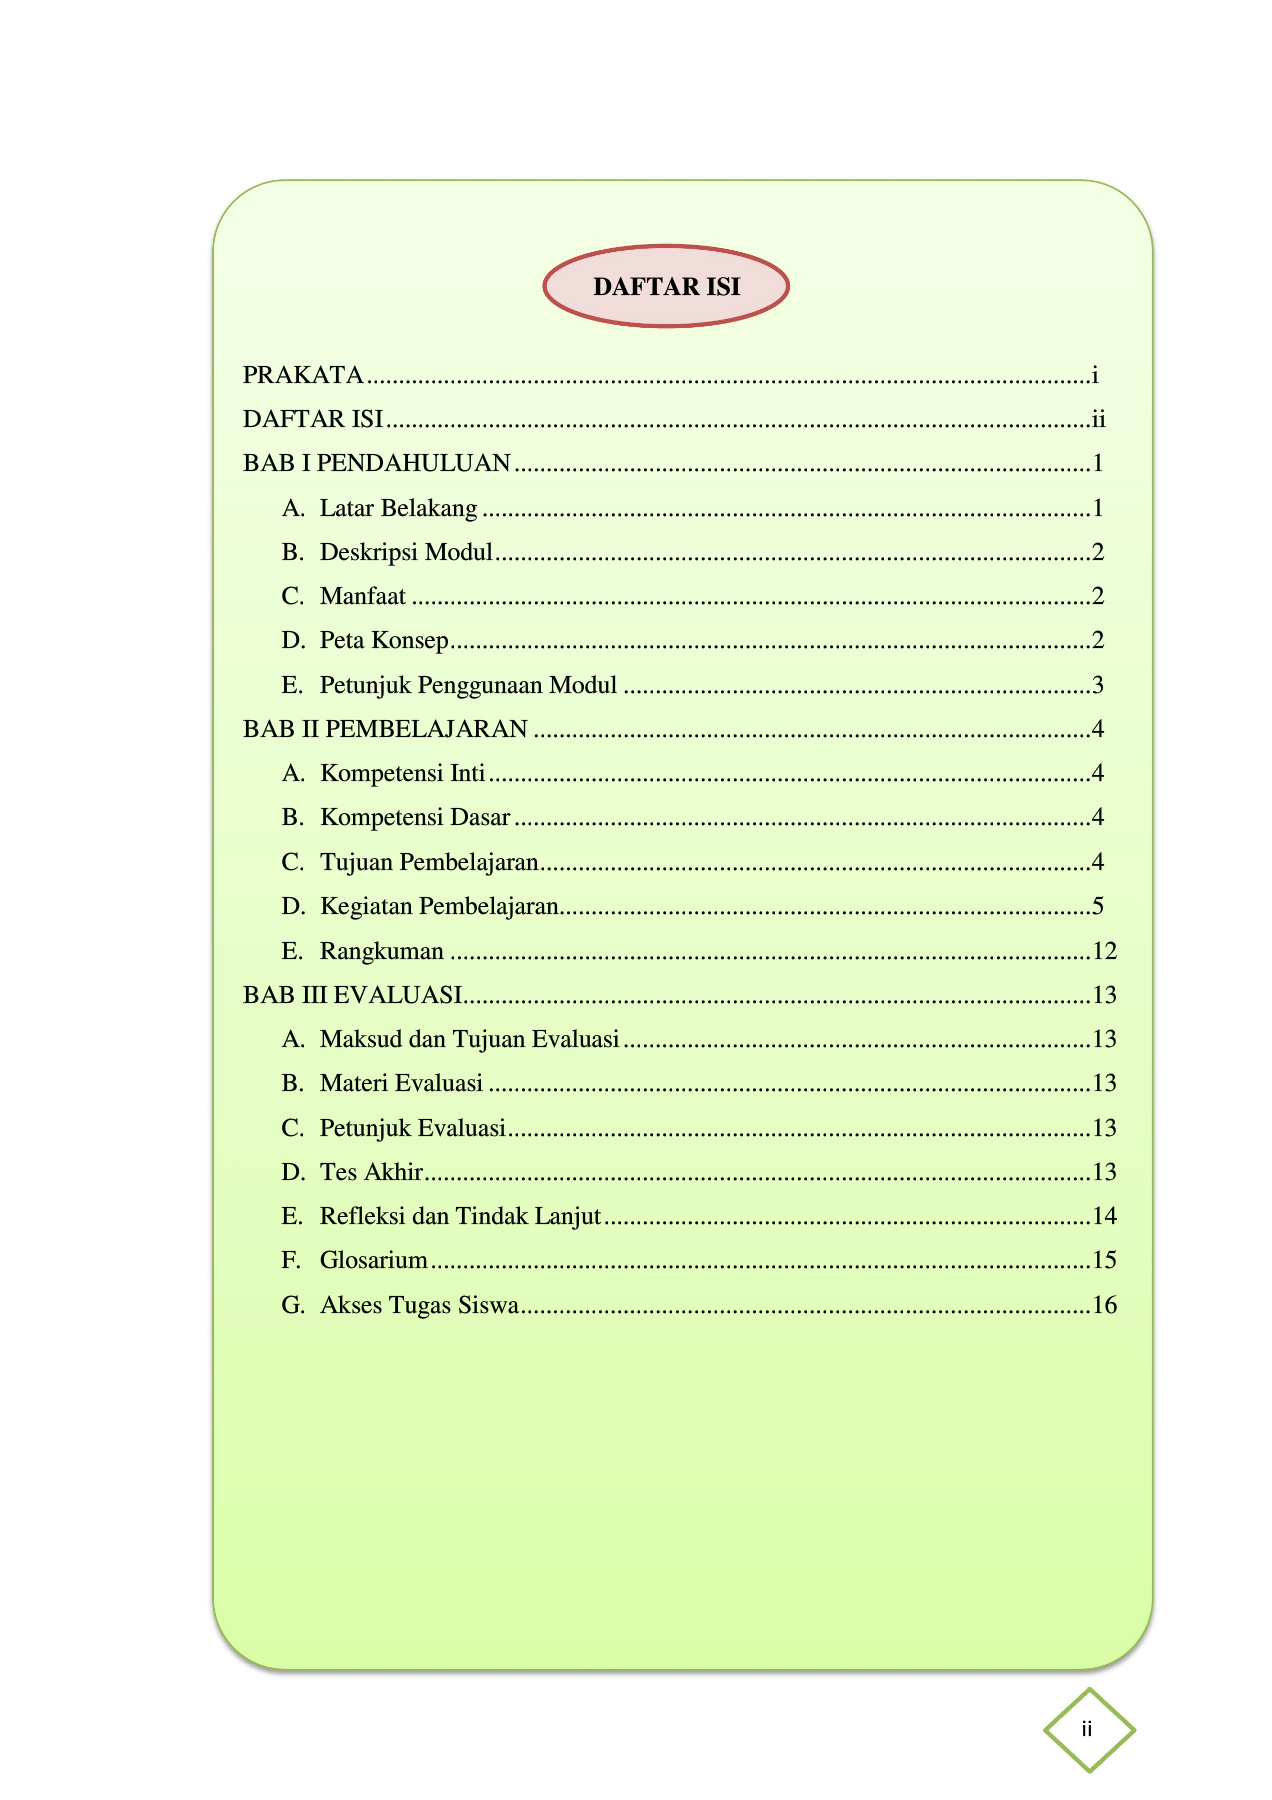 DAFTAR ISI
PRAKATA..........i
DAFTAR ISI..........ii
BAB I PENDAHULUAN..........1
A. Latar Belakang..........1
B. Deskripsi Modul..........2
C. Manfaat..........2
D. Peta Konsep..........2
E. Petunjuk Penggunaan Modul..........3
BAB II PEMBELAJARAN..........4
A. Kompetensi Inti..........4
B. Kompetensi Dasar..........4
C. Tujuan Pembelajaran..........4
D. Kegiatan Pembelajaran..........5
E. Rangkuman..........12
BAB III EVALUASI..........13
A. Maksud dan Tujuan Evaluasi..........13
B. Materi Evaluasi..........13
C. Petunjuk Evaluasi..........13
D. Tes Akhir..........13
E. Refleksi dan Tindak Lanjut..........14
F. Glosarium..........15
G. Akses Tugas Siswa..........16
ii